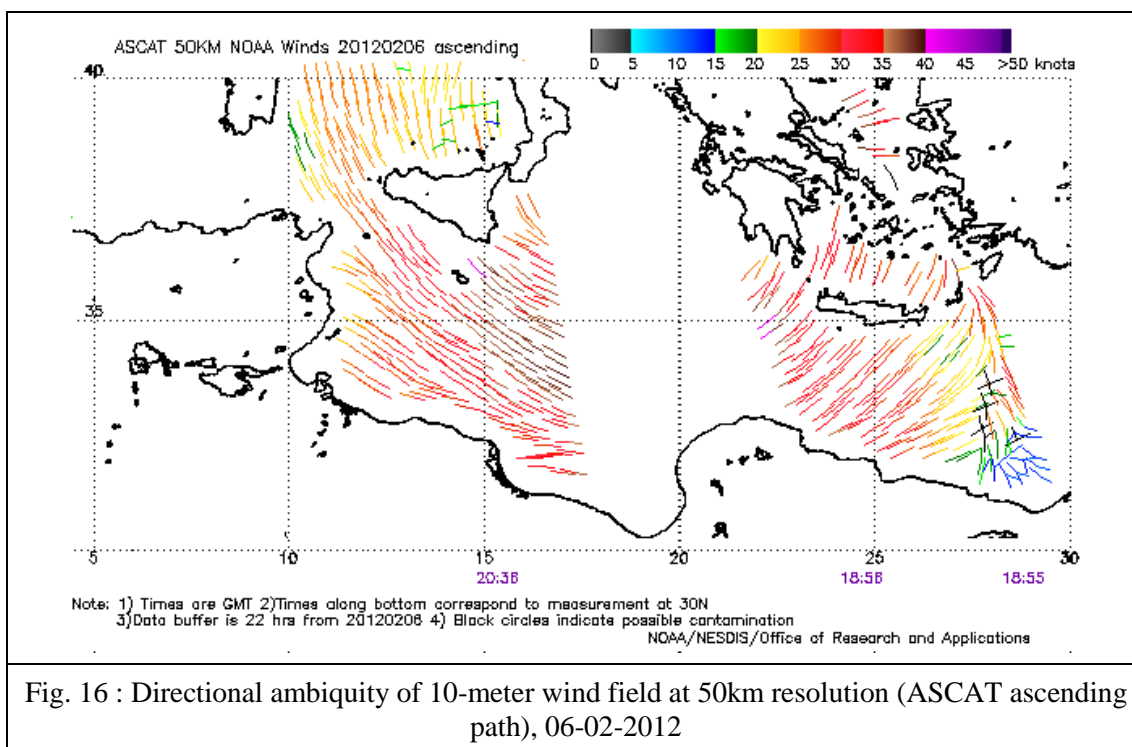 ASCAT 50KM NOAA Winds 20120206 ascending
0 5 10 15 20 25 30 35 40 45 >50 knots
40
35
5 10 15 20 25 30
20:36 18:56 18:55
Note: 1) Times are GMT 2)Times along bottom correspond to measurement at 30N
3)Data buffer is 22 hrs from 20120206 4) Black circles indicate possible contamination
NOAA/NESDIS/Office of Research and Applications
Fig. 16 : Directional ambiquity of 10-meter wind field at 50km resolution (ASCAT ascending
path), 06-02-2012